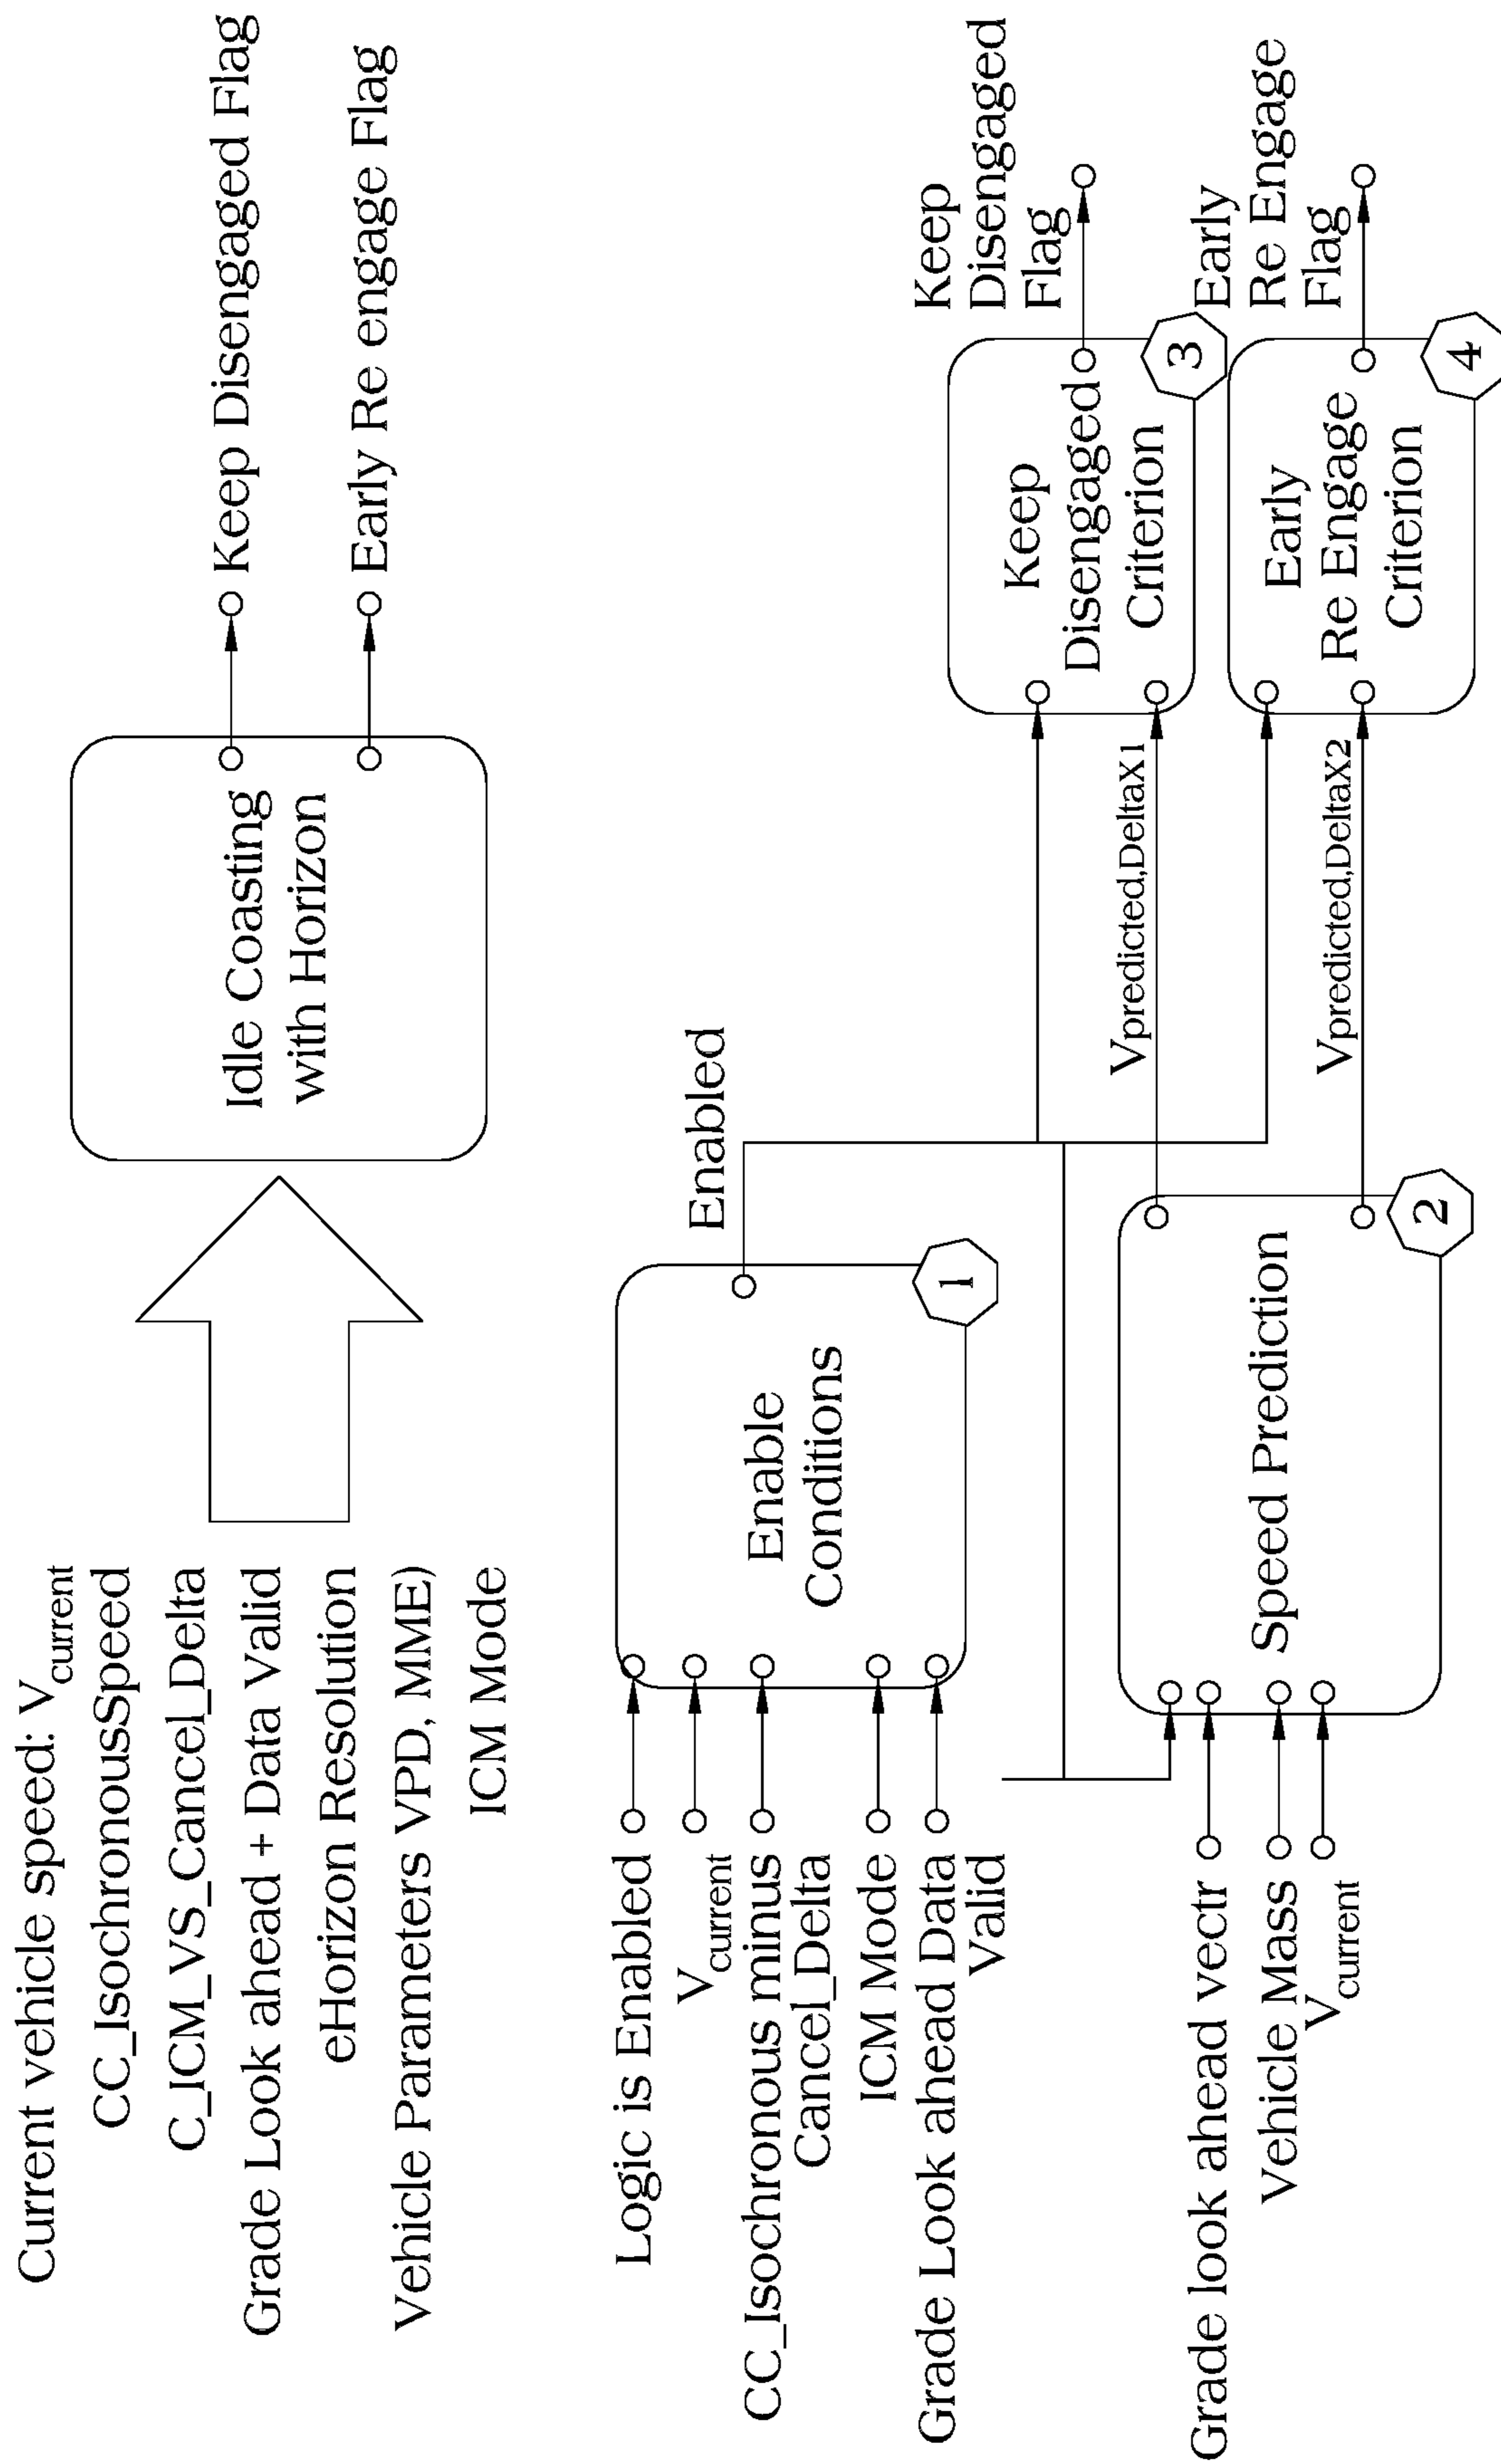 Current vehicle speed: Vcurrent
CC_IsochronousSpeed
C_ICM_VS_Cancel_Delta
Grade Look ahead + Data Valid
eHorizon Resolution
Vehicle Parameters VPD, MME)
ICM Mode
Idle Coasting
with Horizon
Keep Disengaged Flag
Early Re engage Flag
Logic is Enabled
Vcurrent
CC_Isochronous minus
Cancel_Delta
ICM Mode
Grade Look ahead Data
Valid
Enable
Conditions
1
Enabled
Grade look ahead vectr
Vehicle Mass
Vcurrent
Speed Prediction
2
Vpredicted,DeltaX1
Vpredicted,DeltaX2
Keep
Disengaged
Criterion
3
Keep
Disengaged
Flag
Early
Re Engage
Criterion
4
Early
Re Engage
Flag